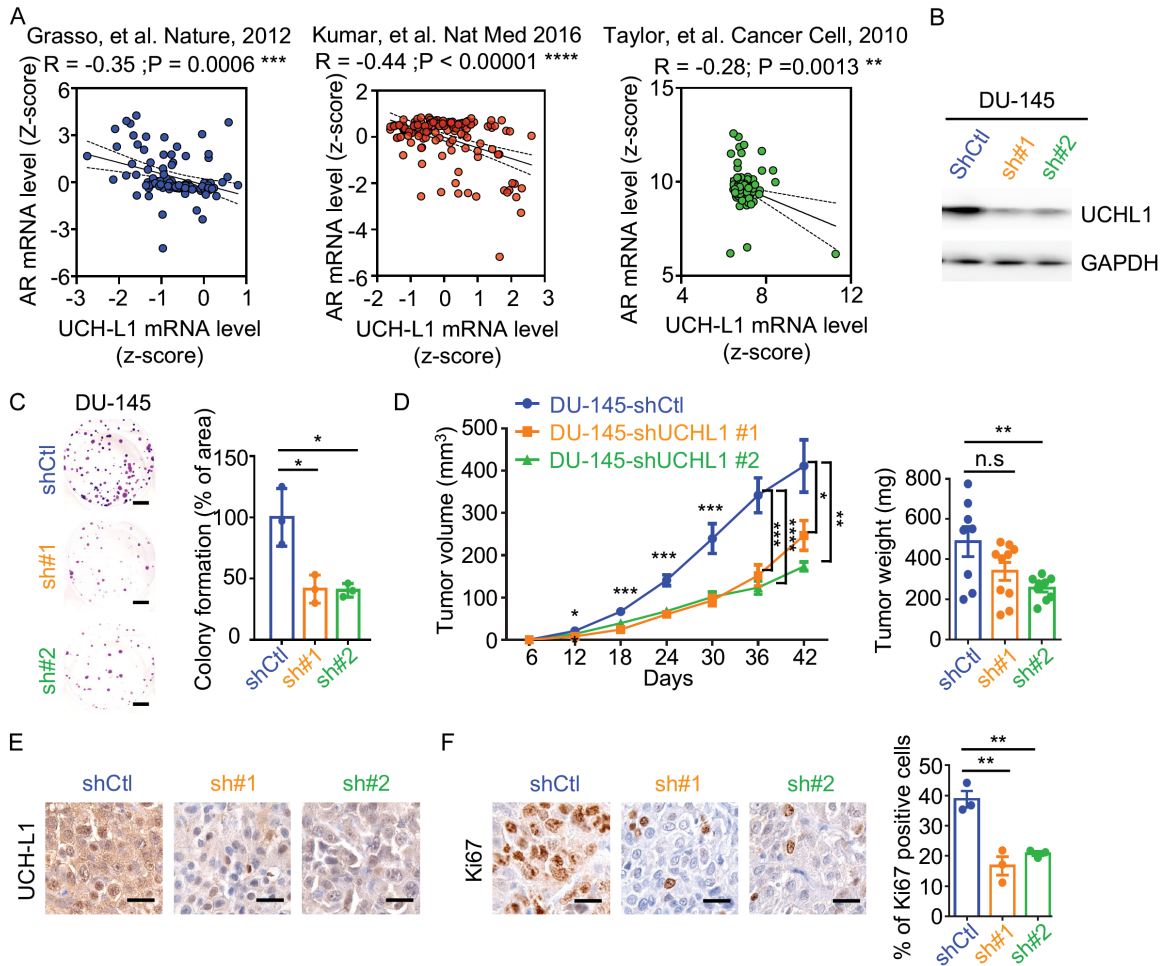 A
Grasso, et al. Nature, 2012
R = -0.35 ;P = 0.0006 ***
AR mRNA level (Z-score)
6
3
0
-3
-6
-3
-2
-1
0
1
UCH-L1 mRNA level
(z-score)
Kumar, et al. Nat Med 2016
R = -0.44 ;P < 0.00001 ****
AR mRNA level (z-score)
2
0
-2
-4
-6
-2
-1
0
1
2
3
UCH-L1 mRNA level
(z-score)
Taylor, et al. Cancer Cell, 2010
R = -0.28; P =0.0013 **
AR mRNA level (z-score)
15
10
5
4
8
12
UCH-L1 mRNA level
(z-score)
B
DU-145
ShCtl
sh#1
sh#2
UCHL1
GAPDH
C
DU-145
shCtl
sh#1
sh#2
Colony formation (% of area)
150
100
50
0
*
*
shCtl
sh#1
sh#2
D
DU-145-shCtl
DU-145-shUCHL1 #1
DU-145-shUCHL1 #2
Tumor volume (mm3)
500
400
300
200
100
0
*
***
***
***
***
****
*
**
6
12
18
24
30
36
42
Days
Tumor weight (mg)
800
600
400
200
0
**
n.s
shCtl
sh#1
sh#2
E
shCtl
sh#1
sh#2
UCH-L1
F
shCtl
sh#1
sh#2
Ki67
% of Ki67 positive cells
50
40
30
20
10
0
**
**
shCtl
sh#1
sh#2